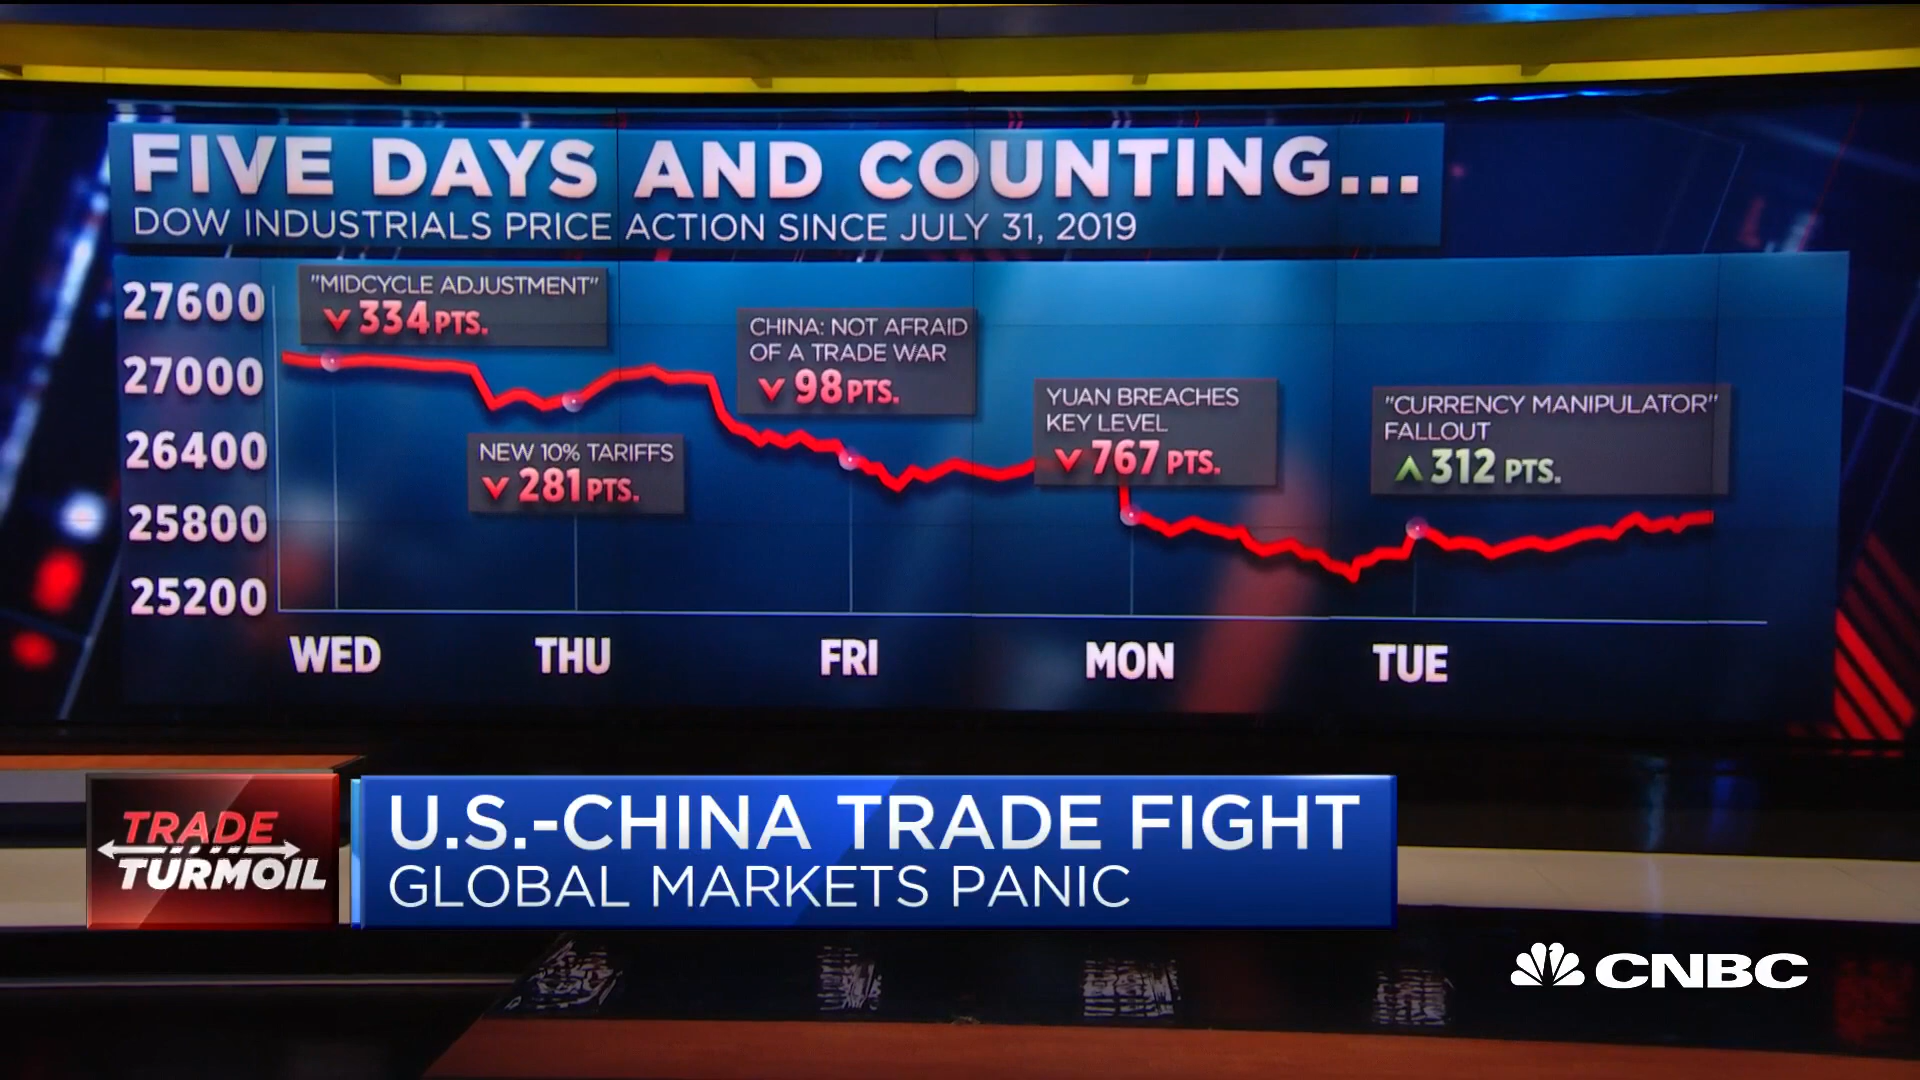 FIVE DAYS AND COUNTING...
DOW INDUSTRIALS PRICE ACTION SINCE JULY 31, 2019
27600
27000
26400
25800
25200
"MIDCYCLE ADJUSTMENT"
334 PTS.
NEW 10% TARIFFS
281 PTS.
CHINA: NOT AFRAID
OF A TRADE WAR
98 PTS.
YUAN BREACHES
KEY LEVEL
767 PTS.
"CURRENCY MANIPULATOR"
FALLOUT
312 PTS.
WED THU FRI MON TUE
TRADE
TURMOIL
U.S.-CHINA TRADE FIGHT
GLOBAL MARKETS PANIC
CNBC